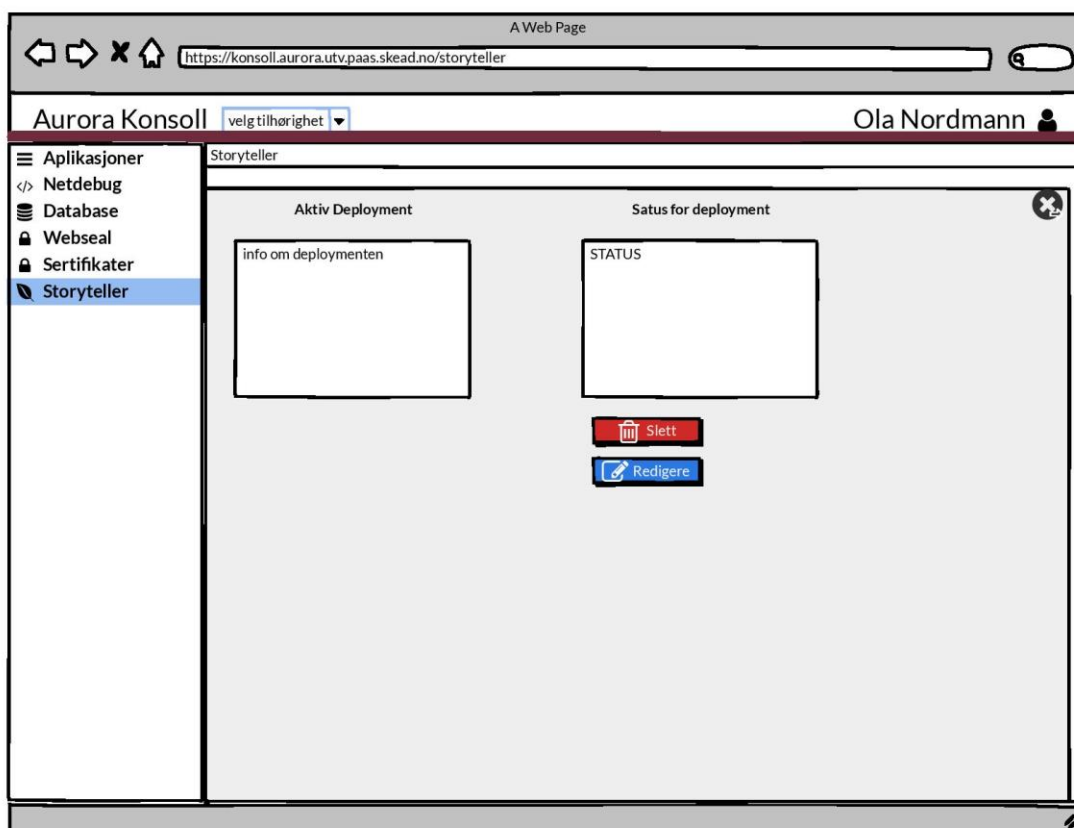 A Web Page
https://konsoll.aurora.utv.paas.skead.no/storyteller
Aurora Konsoll velg tilhørighet Ola Nordmann
Aplikasjoner
</> Netdebug
Database
Webseal
Sertifikater
Storyteller
Storyteller
Aktiv Deployment Satus for deployment
info om deploymenten STATUS
Slett
Redigere